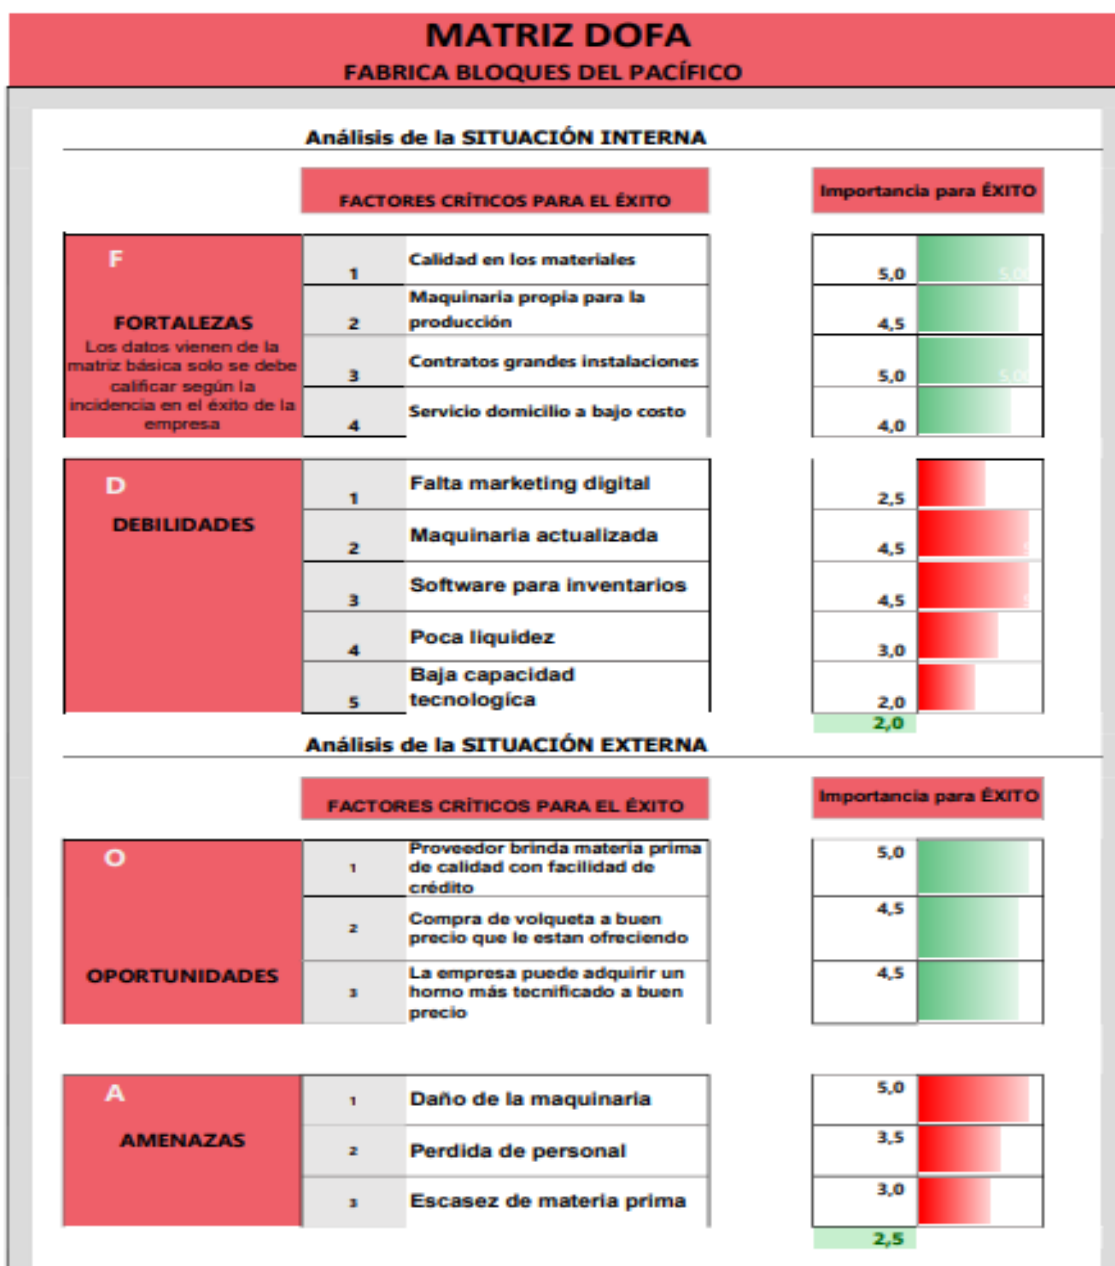 MATRIZ DOFA
FABRICA BLOQUES DEL PACÍFICO
Análisis de la SITUACIÓN INTERNA
FACTORES CRÍTICOS PARA EL ÉXITO
Importancia para ÉXITO
F
FORTALEZAS
Los datos vienen de la
matriz básica solo se debe
calificar según la
incidencia en el éxito de la
empresa
1
Calidad en los materiales
5,0
5,00
2
Maquinaria propia para la
producción
4,5
3
Contratos grandes instalaciones
5,0
5,00
4
Servicio domicilio a bajo costo
4,0
D
DEBILIDADES
1
Falta marketing digital
2,5
2
Maquinaria actualizada
4,5
3
Software para inventarios
4,5
4
Poca liquidez
3,0
5
Baja capacidad
tecnologíca
2,0
2,0
Análisis de la SITUACIÓN EXTERNA
FACTORES CRÍTICOS PARA EL ÉXITO
Importancia para ÉXITO
O
OPORTUNIDADES
1
Proveedor brinda materia prima
de calidad con facilidad de
crédito
5,0
2
Compra de volqueta a buen
precio que le estan ofreciendo
4,5
3
La empresa puede adquirir un
horno más tecnificado a buen
precio
4,5
A
AMENAZAS
1
Daño de la maquinaria
5,0
2
Perdida de personal
3,5
3
Escasez de materia prima
3,0
2,5